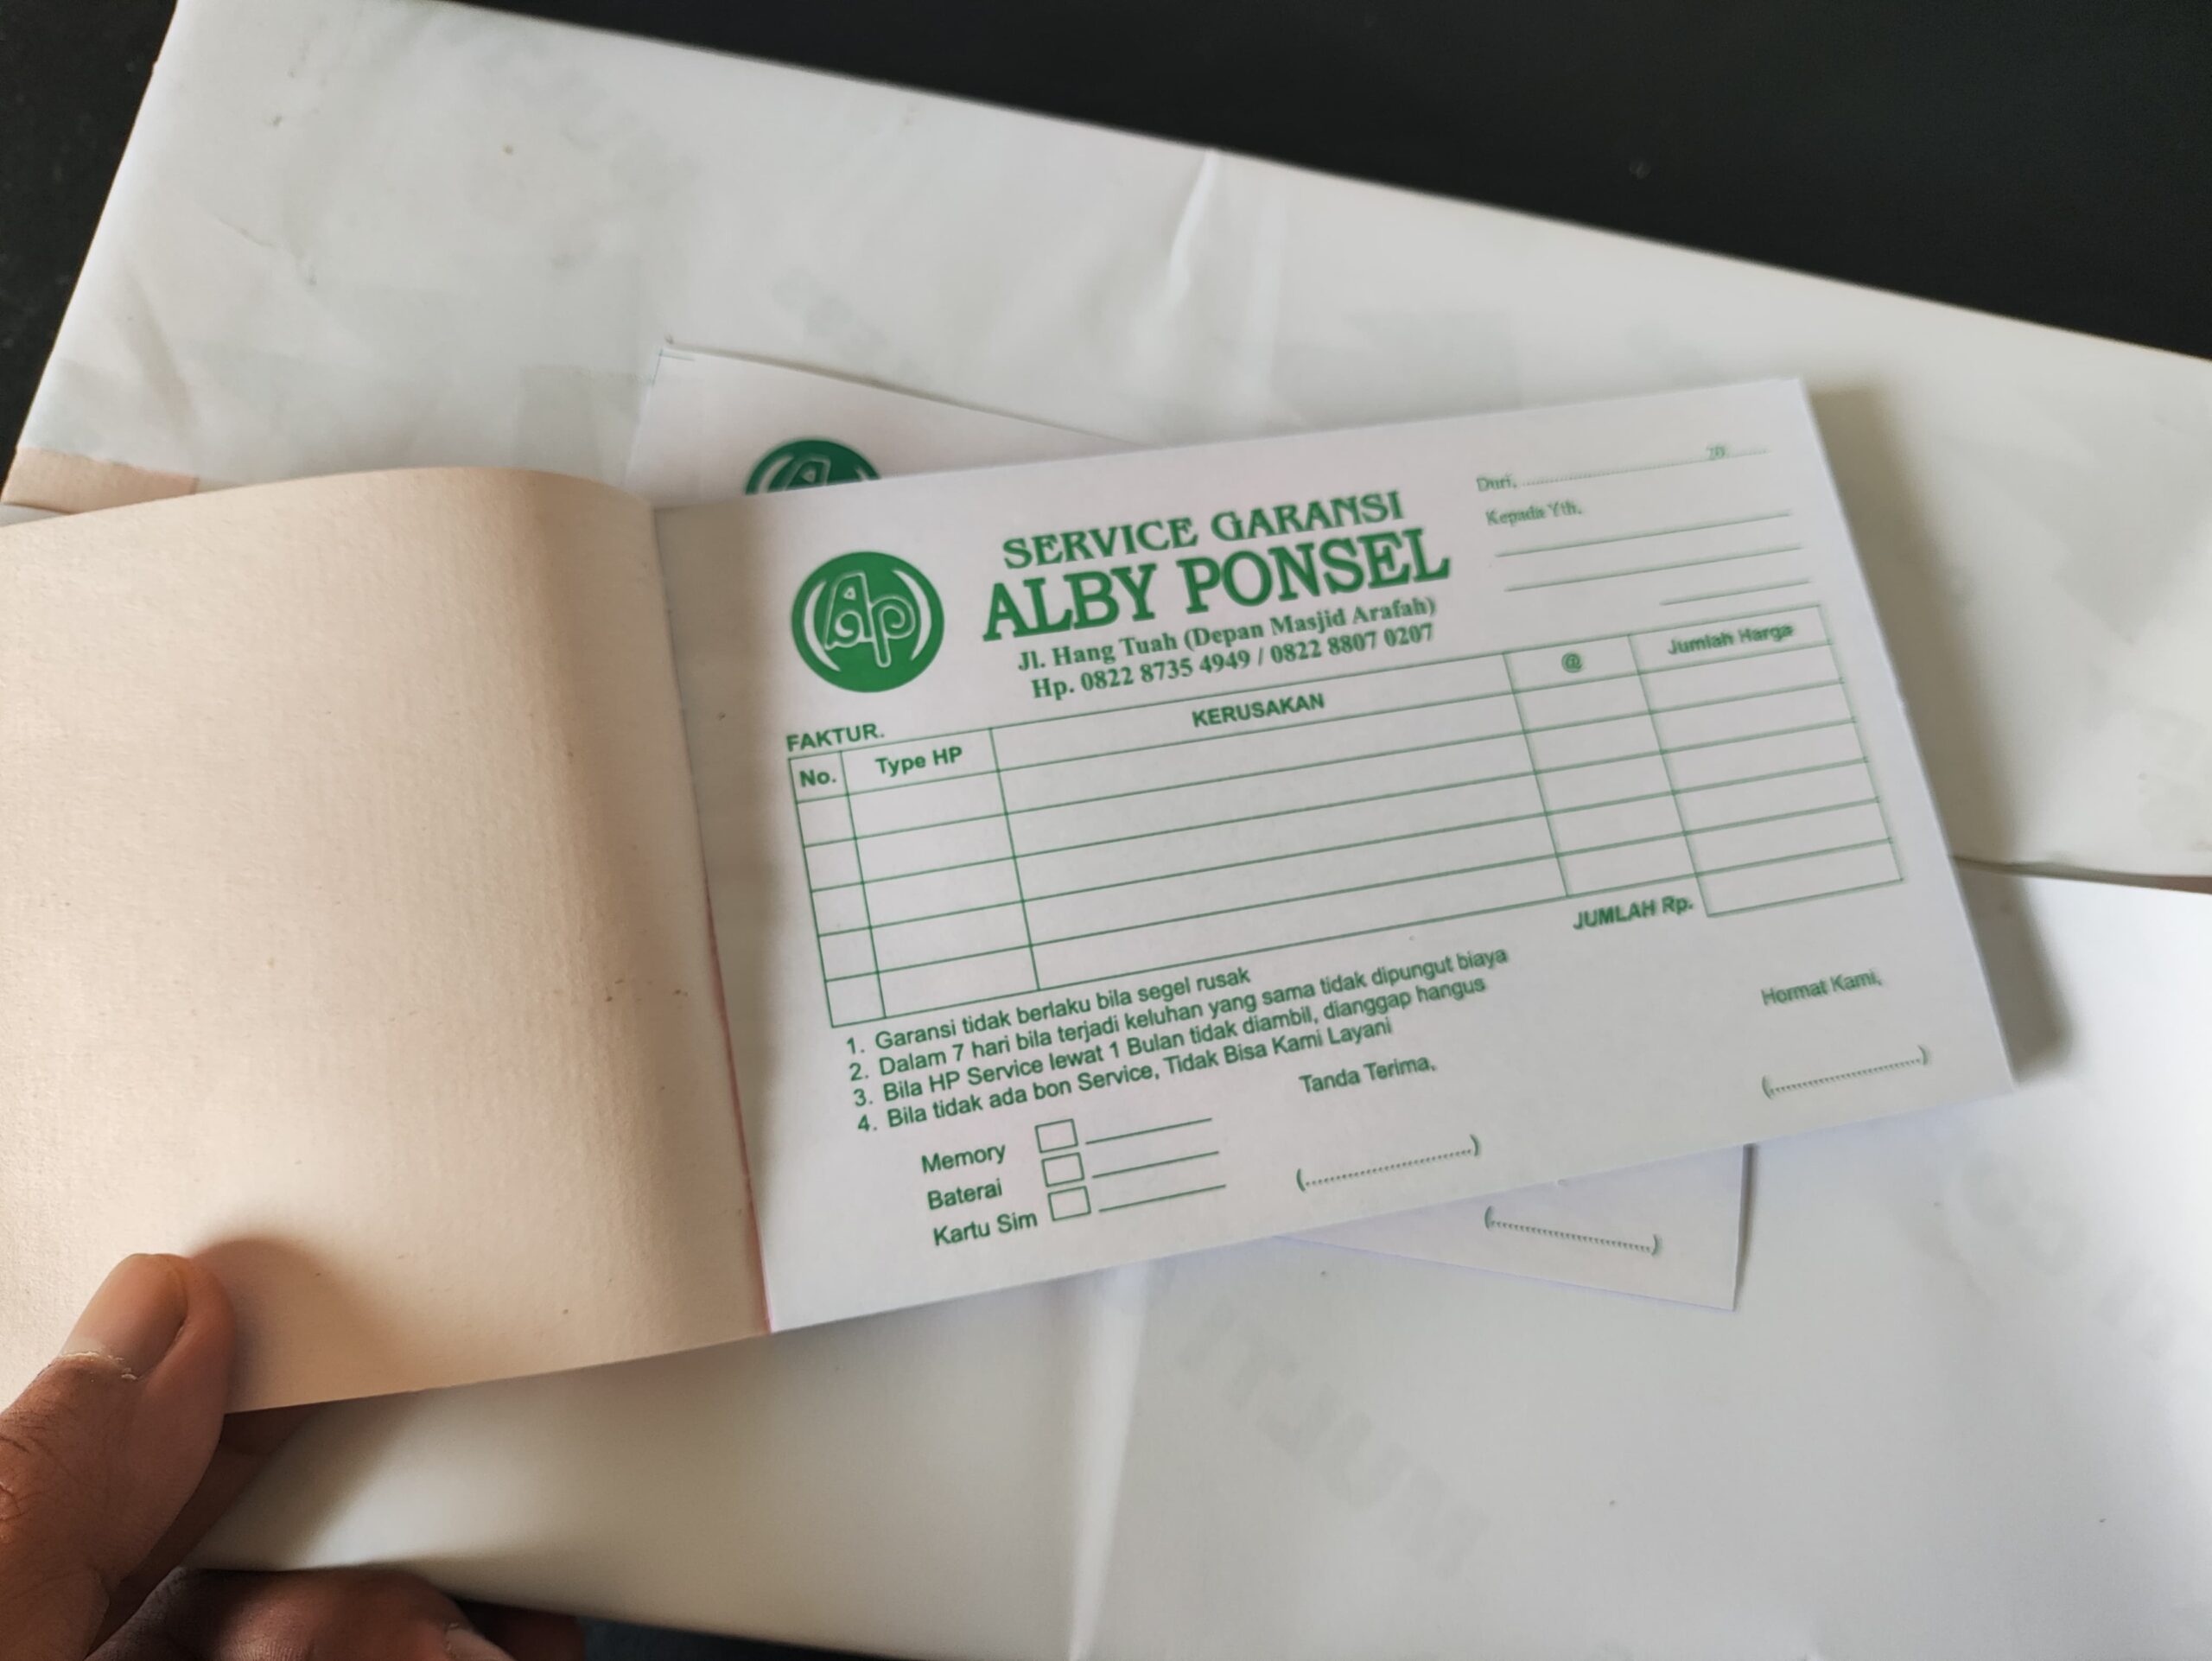 Ap
SERVICE GARANSI
ALBY PONSEL
Jl. Hang Tuah (Depan Masjid Arafah)
Hp. 0822 8735 4949 / 0822 8807 0207
Duri, ........................ 20 ........
Kepada Yth.
FAKTUR.
No. Type HP KERUSAKAN @ Jumlah Harga
JUMLAH Rp.
1. Garansi tidak berlaku bila segel rusak
2. Dalam 7 hari bila terjadi keluhan yang sama tidak dipungut biaya
3. Bila HP Service lewat 1 Bulan tidak diambil, dianggap hangus
4. Bila tidak ada bon Service, Tidak Bisa Kami Layani
Memory
Baterai
Kartu Sim
Tanda Terima,
(..............................)
Hormat Kami,
(..............................)
(..............................)